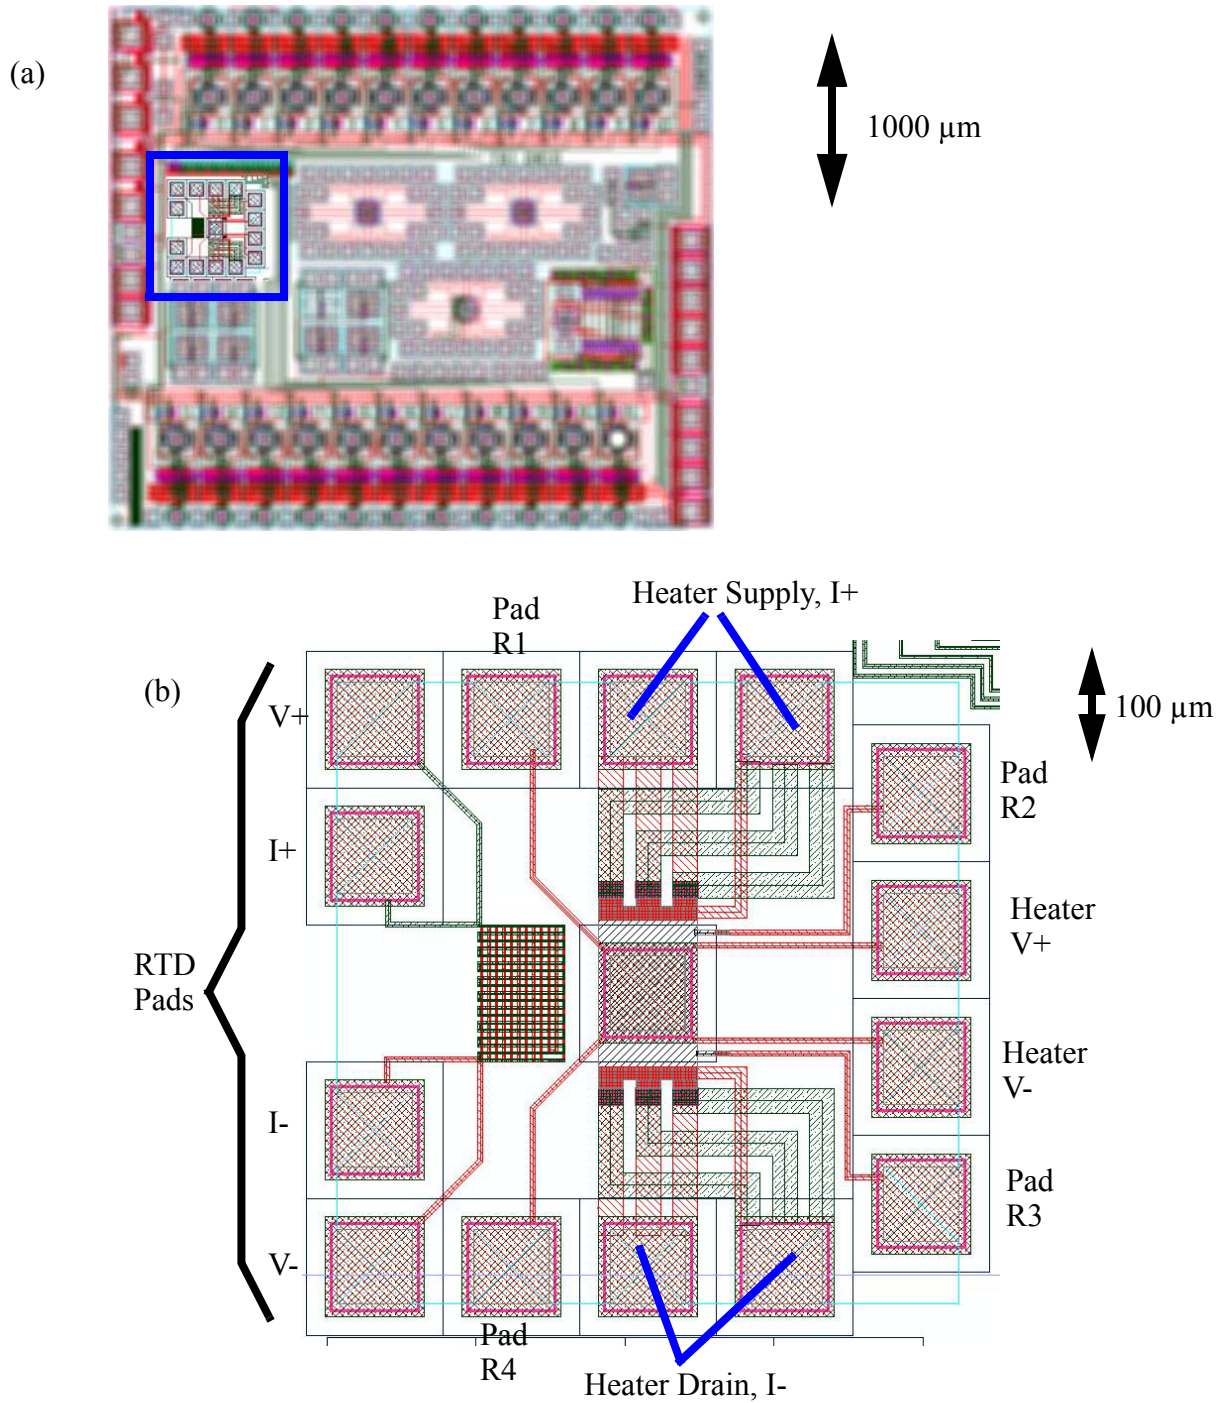 (a)
1000 µm
Heater Supply, I+
Pad
R1
(b)
100 µm
V+
Pad
R2
I+
Heater
V+
RTD
Pads
Heater
V-
I-
Pad
R3
V-
Pad
R4
Heater Drain, I-